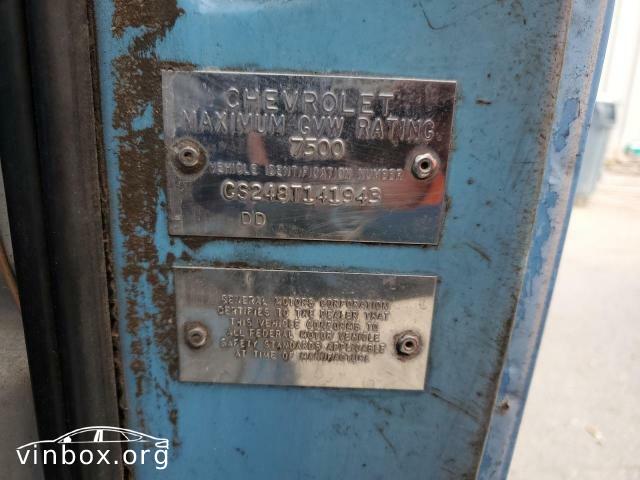 CHEVROLET
MAXIMUM GVW RATING
7500
VEHICLE IDENTIFICATION NUMBER
CS248T141943
DD
GENERAL MOTORS CORPORATION
CERTIFIES TO THE DEALER THAT
THIS VEHICLE CONFORMS TO
ALL FEDERAL MOTOR VEHICLE
SAFETY STANDARDS APPLICABLE
AT TIME OF MANUFACTURE
vinbox.org